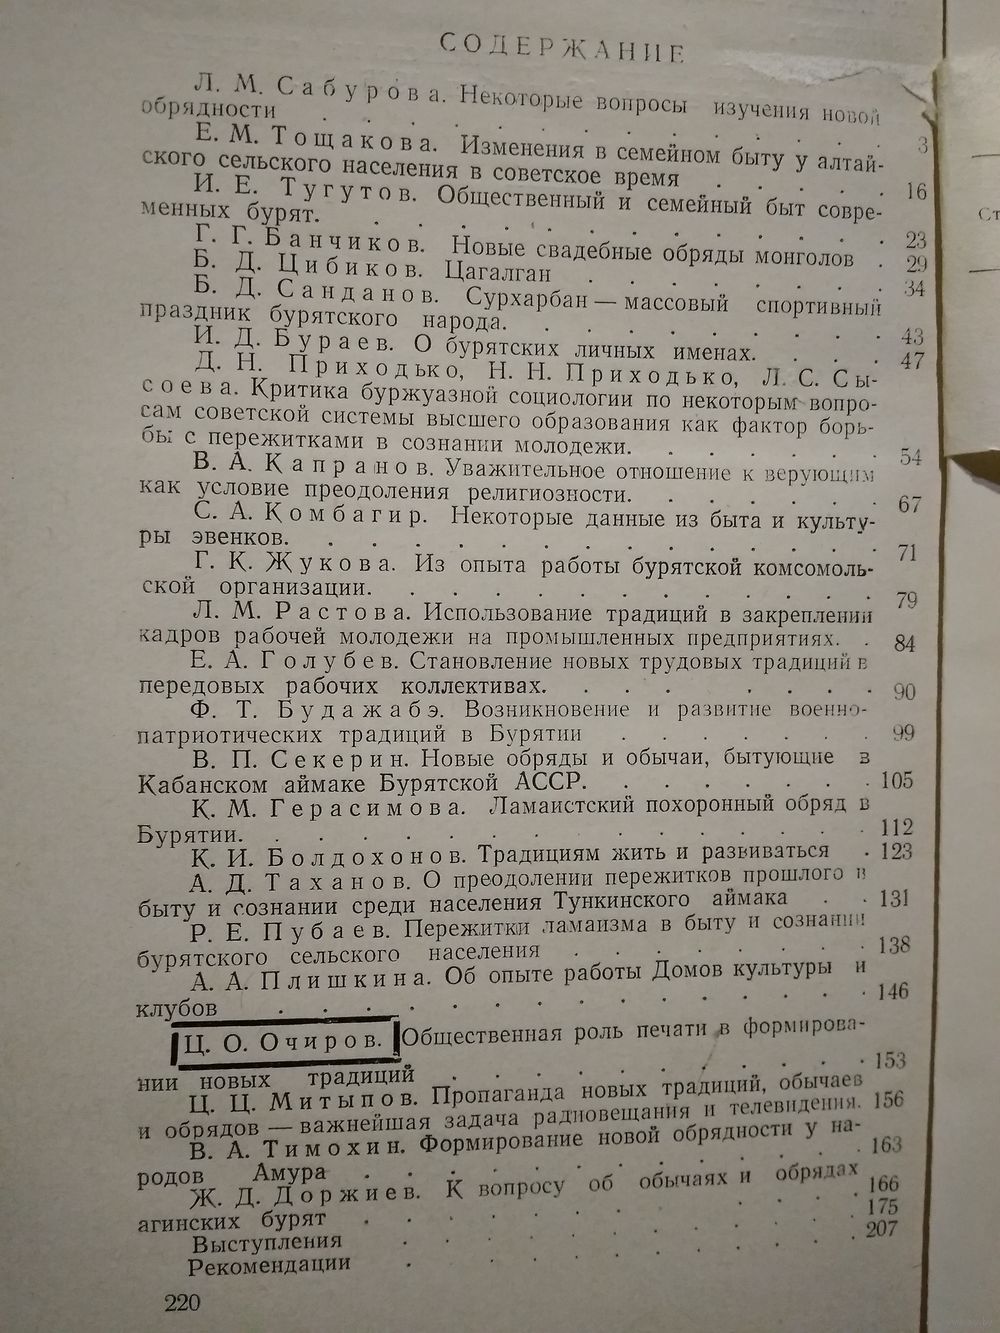 СОДЕРЖАНИЕ
Л. М. Сабурова. Некоторые вопросы изучения новой
обрядности . . . . . . . . . . 3
Е. М. Тощакова. Изменения в семейном быту у алтай-
ского сельского населения в советское время . . . . . 16
И. Е. Тугутов. Общественный и семейный быт совре-
менных бурят. . . . . . . . . . . . 23
Г. Г. Банчиков. Новые свадебные обряды монголов . 29
Б. Д. Цибиков. Цагалган . . . . . . . 34
Б. Д. Санданов. Сурхарбан — массовый спортивный
праздник бурятского народа. . . . . . . . . 43
И. Д. Бураев. О бурятских личных именах. . . . 47
Д. Н. Приходько, Н. Н. Приходько, Л. С. Сы-
соева. Критика буржуазной социологии по некоторым вопро-
сам советской системы высшего образования как фактор борь-
бы с пережитками в сознании молодежи. . . . . . . 54
В. А. Капранов. Уважительное отношение к верующим
как условие преодоления религиозности. . . . . . . 67
С. А. Комбагир. Некоторые данные из быта и культу-
ры эвенков. . . . . . . . . . . . . 71
Г. К. Жукова. Из опыта работы бурятской комсомоль-
ской организации. . . . . . . . . . . . 79
Л. М. Растова. Использование традиций в закреплении
кадров рабочей молодежи на промышленных предприятиях. . 84
Е. А. Голубев. Становление новых трудовых традиций в
передовых рабочих коллективах. . . . . . . . 90
Ф. Т. Будажабэ. Возникновение и развитие военно-
патриотических традиций в Бурятии . . . . . . . 99
В. П. Секерин. Новые обряды и обычаи, бытующие в
Кабанском аймаке Бурятской АССР. . . . . . . 105
К. М. Герасимова. Ламаистский похоронный обряд в
Бурятии. . . . . . . . . . . . . . 112
К. И. Болдохонов. Традициям жить и развиваться . 123
А. Д. Таханов. О преодолении пережитков прошлого в
быту и сознании среди населения Тункинского аймака . . 131
Р. Е. Пубаев. Пережитки ламаизма в быту и сознании
бурятского сельского населения . . . . . . . 138
А. А. Плишкина. Об опыте работы Домов культуры и
клубов . . . . . . . . . . . . . . 146
Ц. О. Очиров. Общественная роль печати в формирова-
нии новых традиций . . . . . . . . . . 153
Ц. Ц. Митыпов. Пропаганда новых традиций, обычаев
и обрядов — важнейшая задача радиовещания и телевидения. 156
В. А. Тимохин. Формирование новой обрядности у на-
родов Амура . . . . . . . . . . . . 163
Ж. Д. Доржиев. К вопросу об обычаях и обрядах
агинских бурят . . . . . . . . . . . 166
Выступления . . . . . . . . . . . 175
Рекомендации . . . . . . . . . . . 207
220
Ст